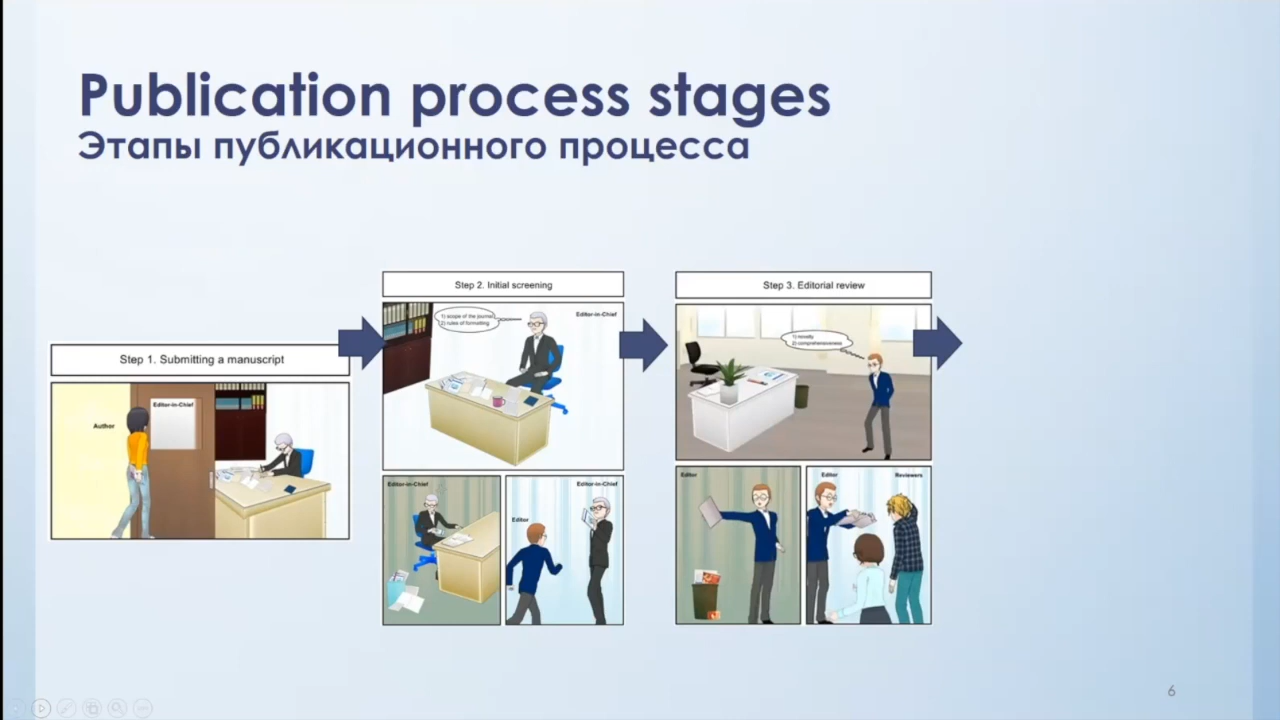 Publication process stages
Этапы публикационного процесса
Step 1. Submitting a manuscript
Author
Editor-in-Chief
Step 2. Initial screening
1) scope of the journal
2) rules of formatting
Editor-in-Chief
Editor-in-Chief
Editor
Editor-in-Chief
Step 3. Editorial review
1) novelty
2) comprehensiveness
Editor
Editor
Reviewers
6